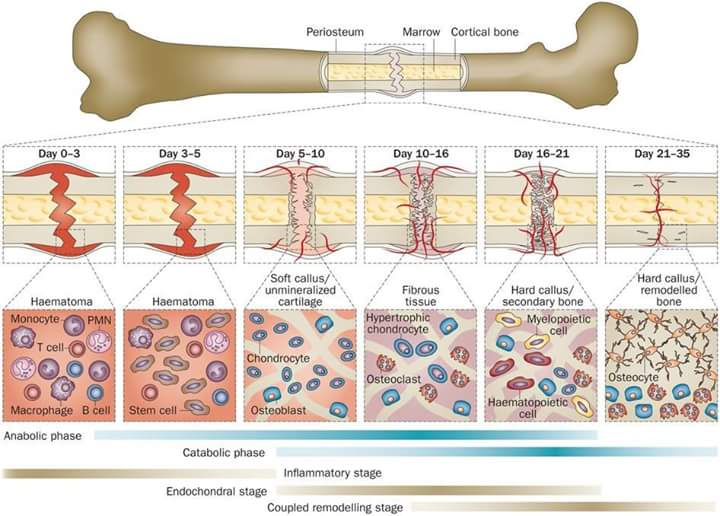 Periosteum
Marrow
Cortical bone
Day 0–3
Day 3–5
Day 5–10
Day 10–16
Day 16–21
Day 21–35
Haematoma
Haematoma
Soft callus/
unmineralized
cartilage
Fibrous
tissue
Hard callus/
secondary bone
Hard callus/
remodelled
bone
Monocyte
PMN
T cell
Macrophage
B cell
Stem cell
Chondrocyte
Osteoblast
Hypertrophic
chondrocyte
Osteoclast
Myelopoietic
cell
Haematopoietic
cell
Osteocyte
Anabolic phase
Catabolic phase
Inflammatory stage
Endochondral stage
Coupled remodelling stage